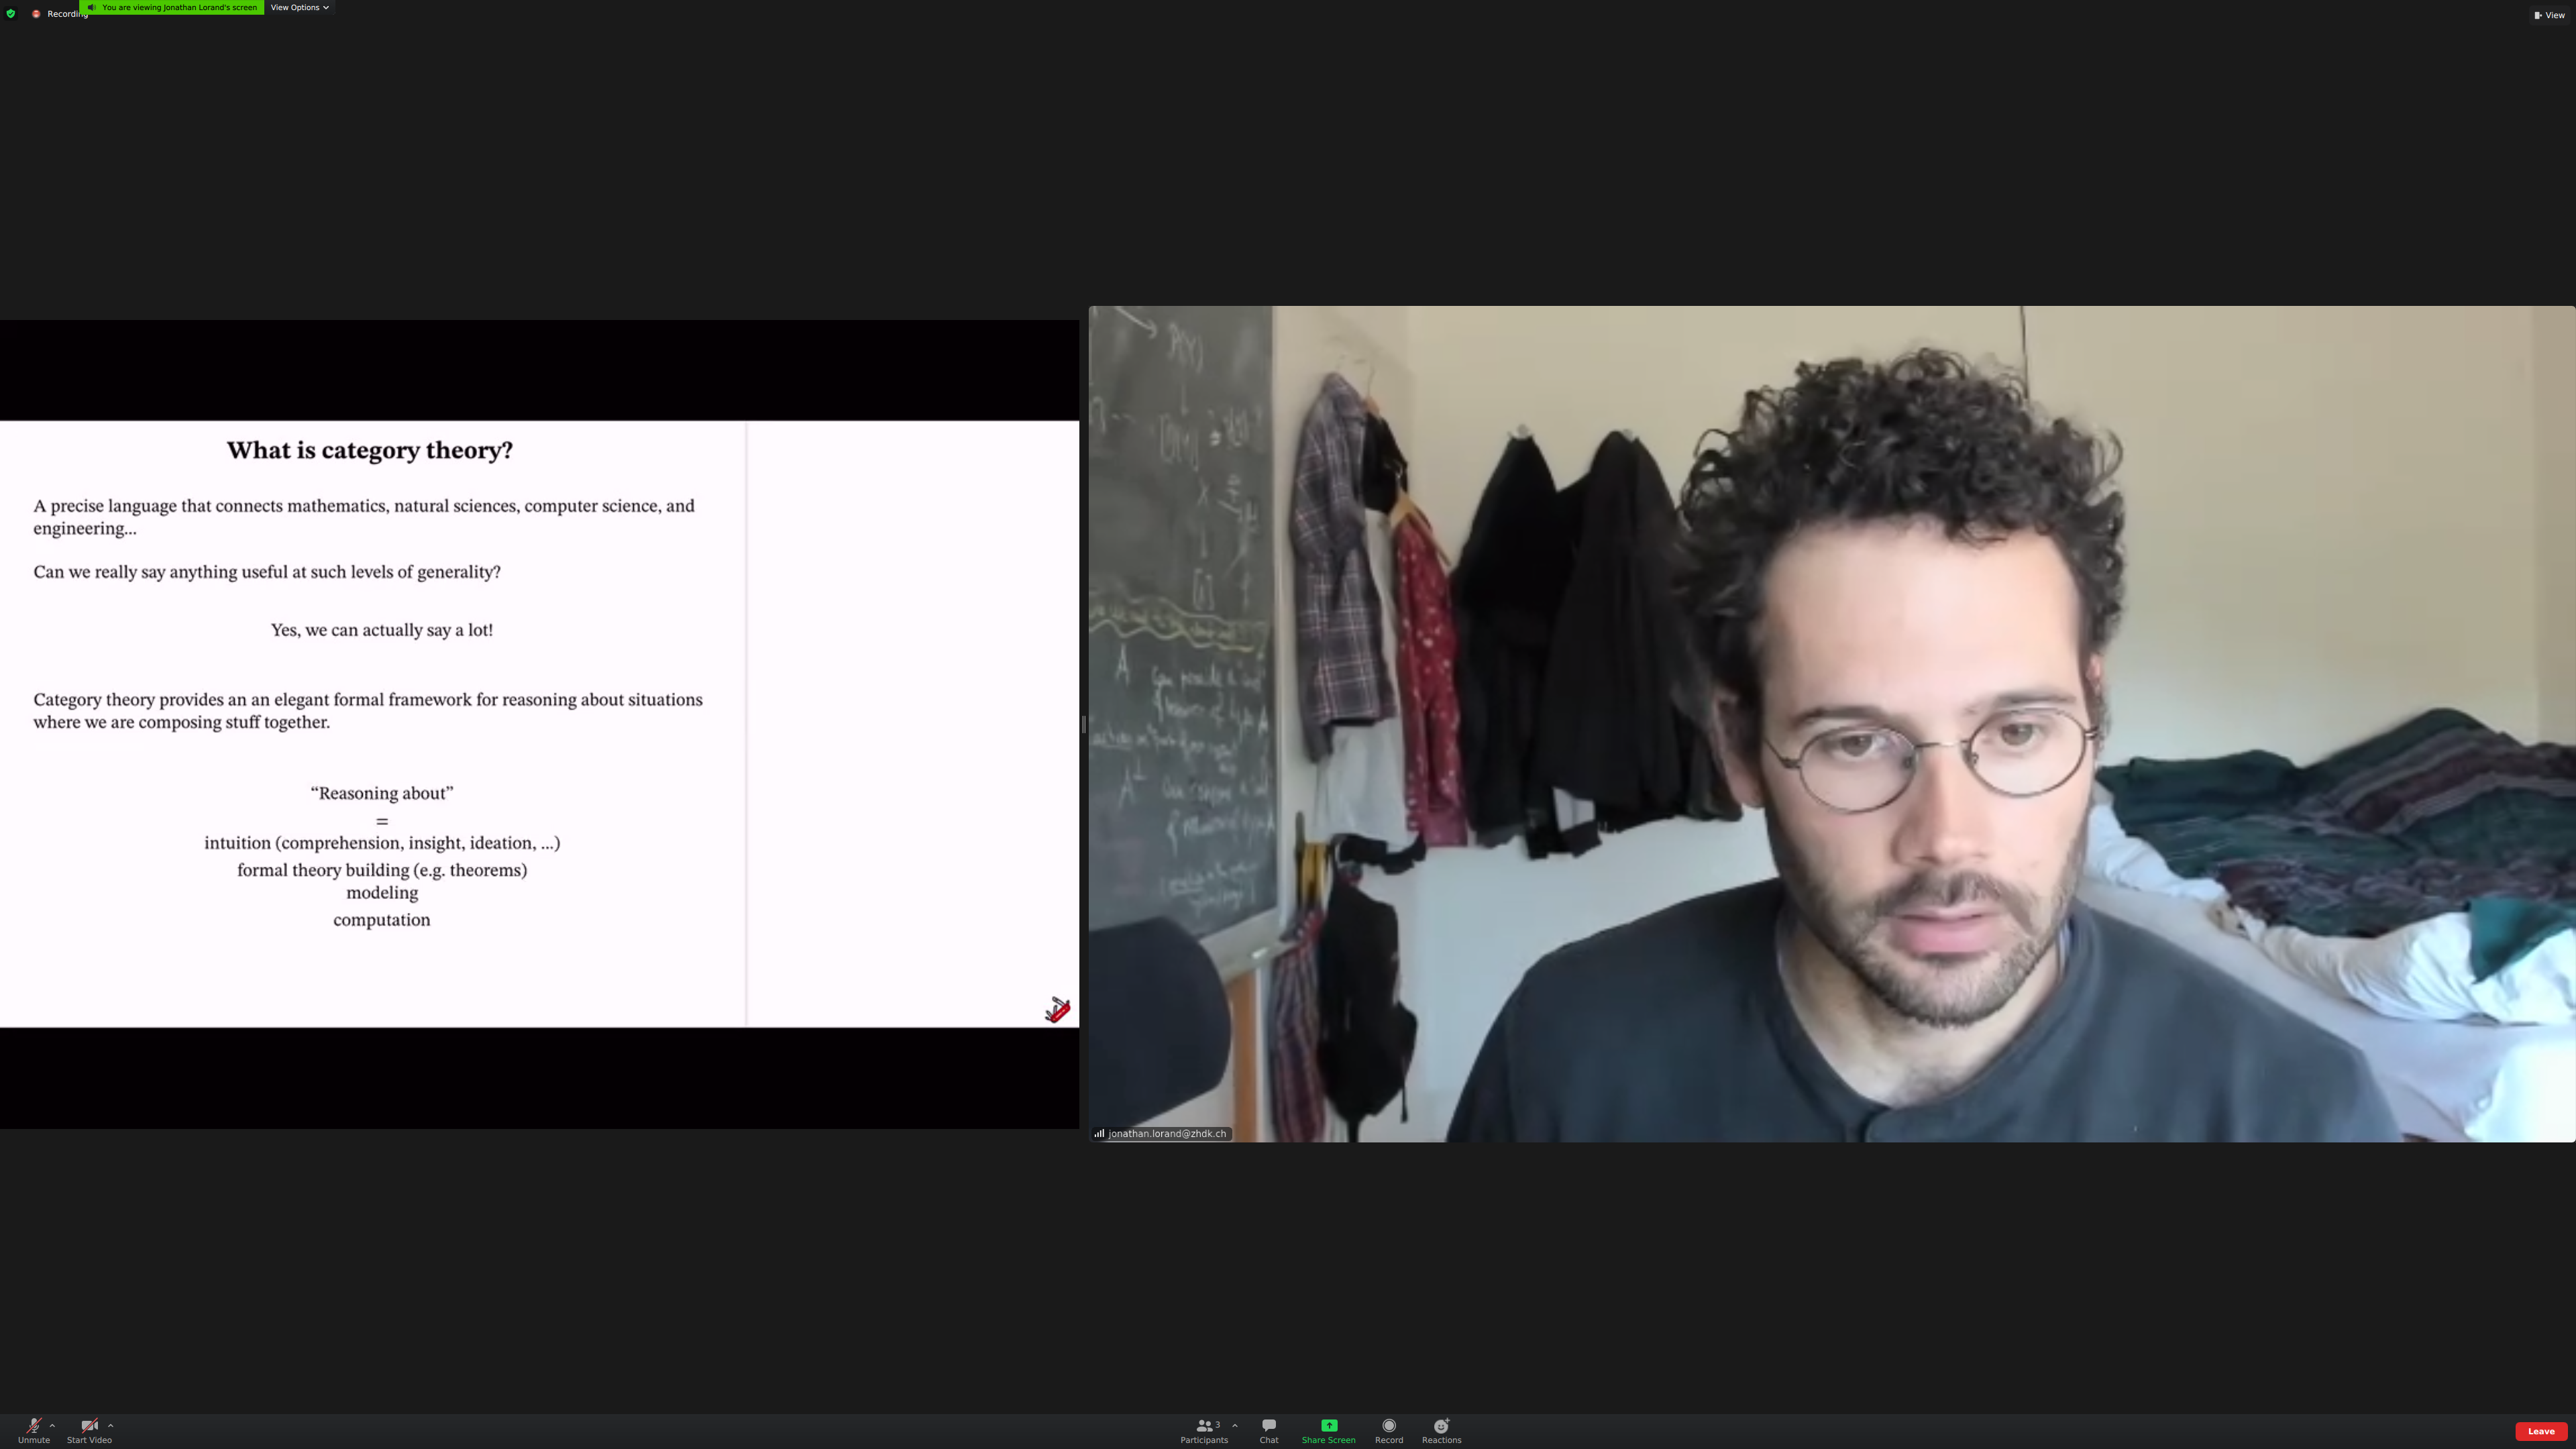 Recording
You are viewing Jonathan Lorand's screen
View Options
View
What is category theory?
A precise language that connects mathematics, natural sciences, computer science, and
engineering...
Can we really say anything useful at such levels of generality?
Yes, we can actually say a lot!
Category theory provides an an elegant formal framework for reasoning about situations
where we are composing stuff together.
“Reasoning about”
=
intuition (comprehension, insight, ideation, ...)
formal theory building (e.g. theorems)
modeling
computation
A
jonathan.lorand@zhdk.ch
Unmute
Start Video
3
Participants
Chat
Share Screen
Record
Reactions
Leave